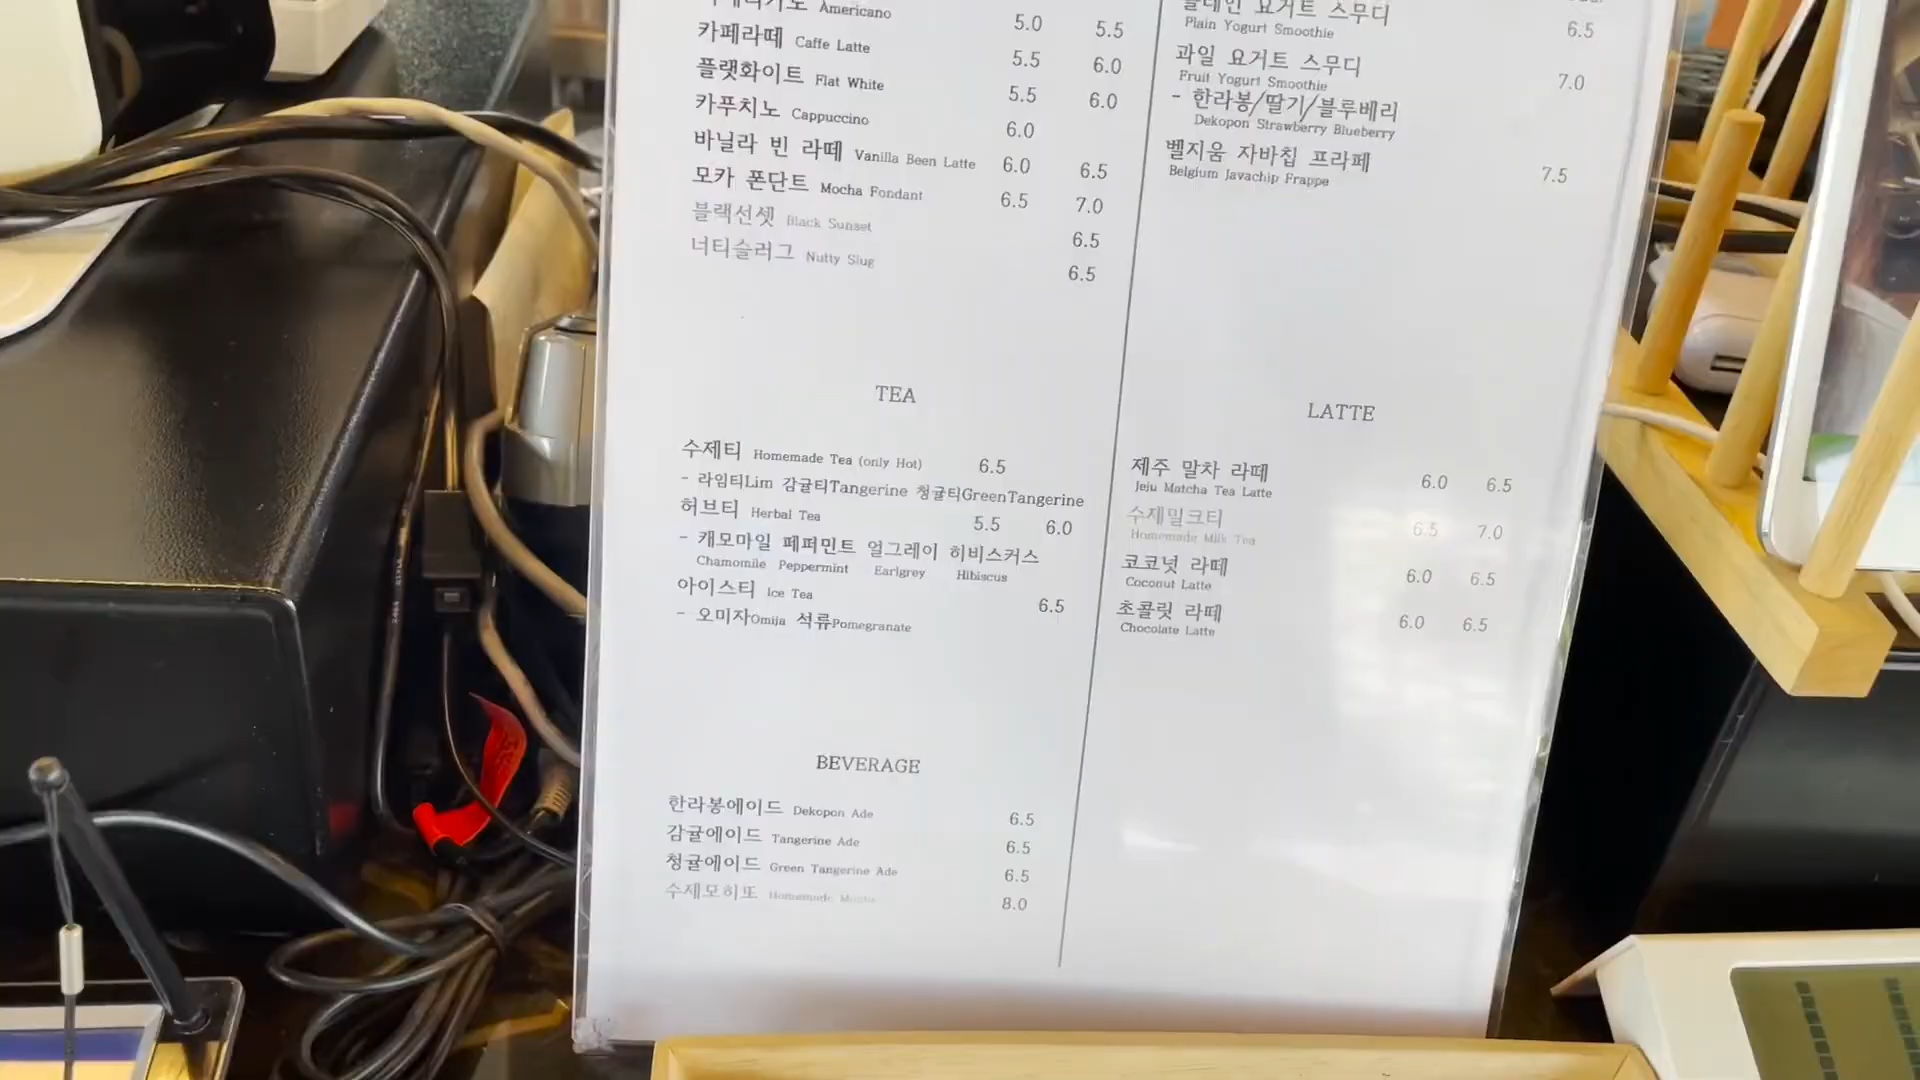 Americano 5.0 5.5
카페라떼 Caffe Latte 5.5 6.0
플랫화이트 Flat White 5.5 6.0
카푸치노 Cappuccino 6.0
바닐라 빈 라떼 Vanilla Been Latte 6.0 6.5
모카 폰단트 Mocha Fondant 6.5 7.0
블랙선셋 Black Sunset 6.5
너티슬러그 Nutty Slug 6.5
TEA
수제티 Homemade Tea (only Hot) 6.5
- 라임티Lim 감귤티Tangerine 청귤티GreenTangerine
허브티 Herbal Tea 5.5 6.0
- 캐모마일 페퍼민트 얼그레이 히비스커스
Chamomile Peppermint Earlgrey Hibiscus
아이스티 Ice Tea 6.5
- 오미자Omija 석류Pomegranate
BEVERAGE
한라봉에이드 Dekopon Ade 6.5
감귤에이드 Tangerine Ade 6.5
청귤에이드 Green Tangerine Ade 6.5
수제모히또 Homemade 8.0
플레인 요거트 스무디 6.5
Plain Yogurt Smoothie
과일 요거트 스무디 7.0
Fruit Yogurt Smoothie
- 한라봉/딸기/블루베리
Dekopon Strawberry Blueberry
벨지움 자바칩 프라페 7.5
Belgium Javachip Frappe
LATTE
제주 말차 라떼 6.0 6.5
Jeju Matcha Tea Latte
수제밀크티 6.5 7.0
Homemade Milk Tea
코코넛 라떼 6.0 6.5
Coconut Latte
초콜릿 라떼 6.0 6.5
Chocolate Latte